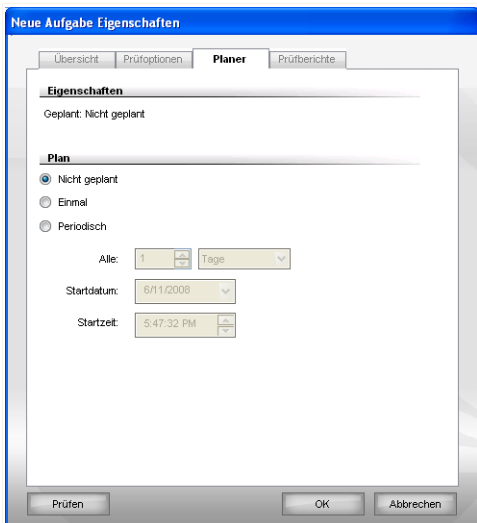 Neue Aufgabe Eigenschaften
Übersicht Prüfoptionen Planer Prüfberichte
Eigenschaften
Geplant: Nicht geplant
Plan
Nicht geplant
Einmal
Periodisch
Alle: 1 Tage
Startdatum: 6/11/2008
Startzeit: 5:47:32 PM
Prüfen OK Abbrechen